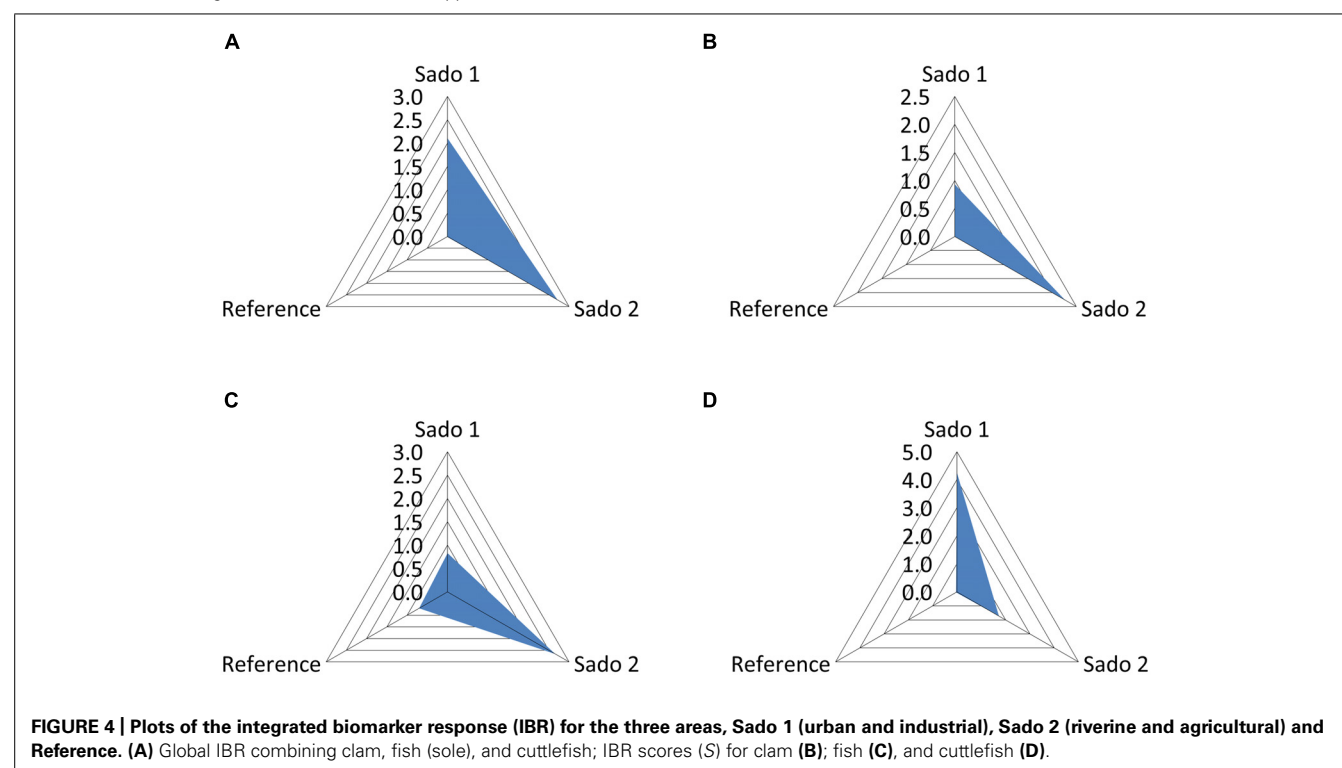 A
Sado 1
3.0
2.5
2.0
1.5
1.0
0.5
0.0
Reference
Sado 2
B
Sado 1
2.5
2.0
1.5
1.0
0.5
0.0
Reference
Sado 2
C
Sado 1
3.0
2.5
2.0
1.5
1.0
0.5
0.0
Reference
Sado 2
D
Sado 1
5.0
4.0
3.0
2.0
1.0
0.0
Reference
Sado 2
FIGURE 4 | Plots of the integrated biomarker response (IBR) for the three areas, Sado 1 (urban and industrial), Sado 2 (riverine and agricultural) and
Reference. (A) Global IBR combining clam, fish (sole), and cuttlefish; IBR scores (S) for clam (B); fish (C), and cuttlefish (D).